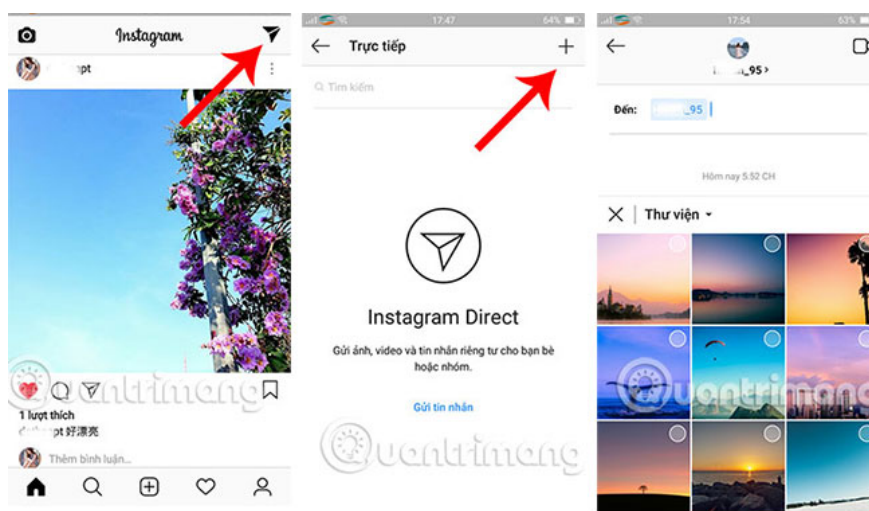 Instagram
pt
1 lượt thích
pt 好漂亮
Thêm bình luận...
Quantrimang
17:47
64%
Trực tiếp
Tìm kiếm
Instagram Direct
Gửi ảnh, video và tin nhắn riêng tư cho bạn bè
hoặc nhóm.
Gửi tin nhắn
Quantrimang
17:54
63%
_95 >
Đến: _95
Hôm nay 5:52 CH
Thư viện
Quantrimang